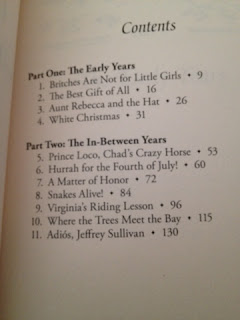 Contents
Part One: The Early Years
1. Britches Are Not for Little Girls • 9
2. The Best Gift of All • 16
3. Aunt Rebecca and the Hat • 26
4. White Christmas • 31
Part Two: The In-Between Years
5. Prince Loco, Chad's Crazy Horse • 53
6. Hurrah for the Fourth of July! • 60
7. A Matter of Honor • 72
8. Snakes Alive! • 84
9. Virginia's Riding Lesson • 96
10. Where the Trees Meet the Bay • 115
11. Adiós, Jeffrey Sullivan • 130